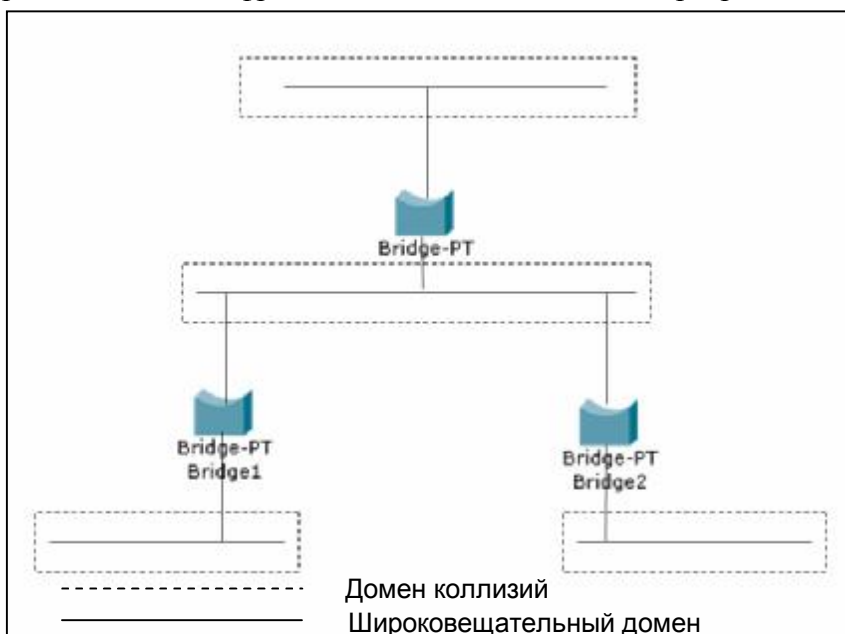 Bridge-PT
Bridge-PT
Bridge1
Bridge-PT
Bridge2
Домен коллизий
Широковещательный домен